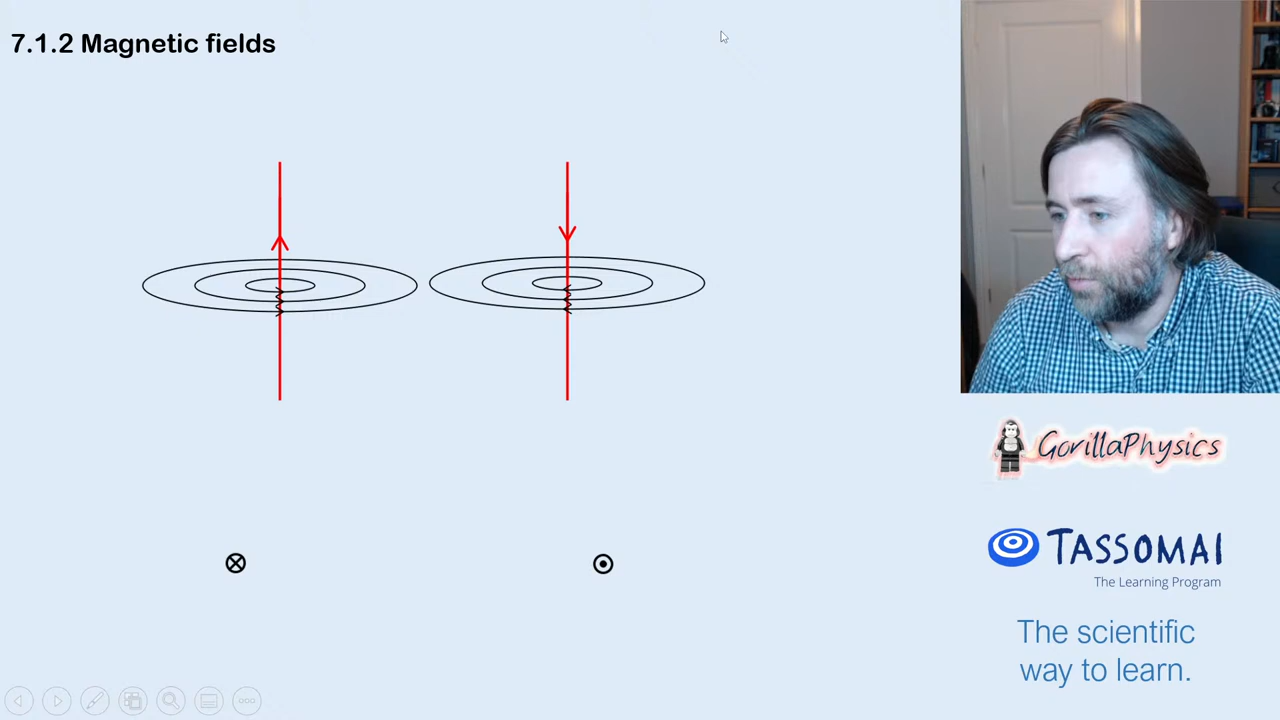 7.1.2 Magnetic fields
GorillaPhysics
TASSOMAI
The Learning Program
The scientific
way to learn.